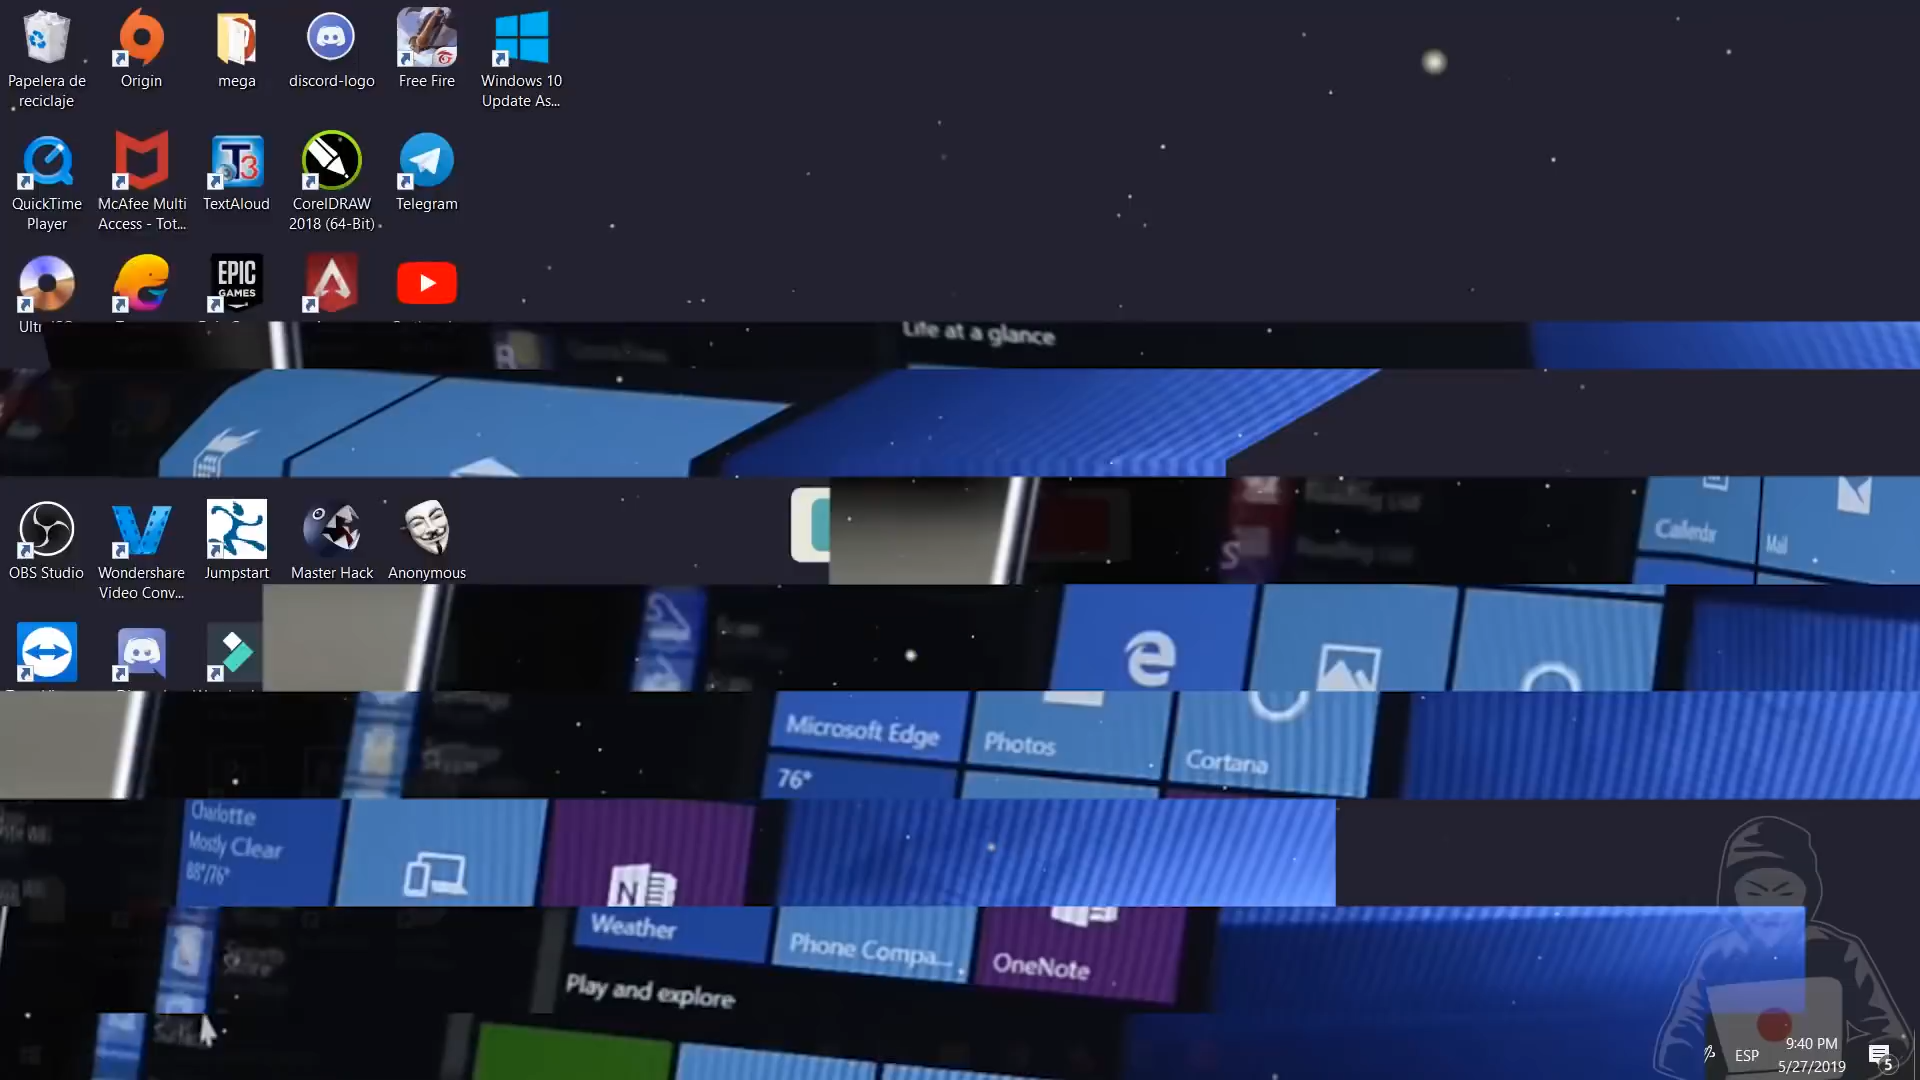 Papelera de
reciclaje
Origin
mega
discord-logo
Free Fire
Windows 10
Update As...
QuickTime
Player
McAfee Multi
Access - Tot...
TextAloud
CorelDRAW
2018 (64-Bit)
Telegram
EPIC
GAMES
Life at a glance
OBS Studio
Wondershare
Video Conv...
Jumpstart
Master Hack
Anonymous
Calendar
Mail
Microsoft Edge
Photos
Cortana
76°
Charlotte
Mostly Clear
88°/76°
Weather
Phone Compa...
OneNote
Store
Play and explore
ESP
9:40 PM
5/27/2019
5